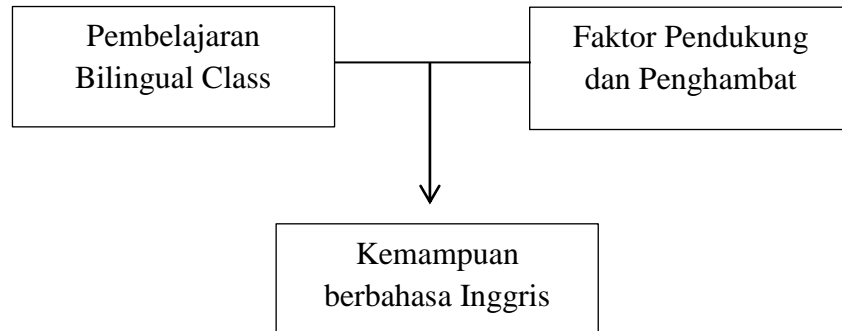 Pembelajaran
Bilingual Class
Faktor Pendukung
dan Penghambat
Kemampuan
berbahasa Inggris